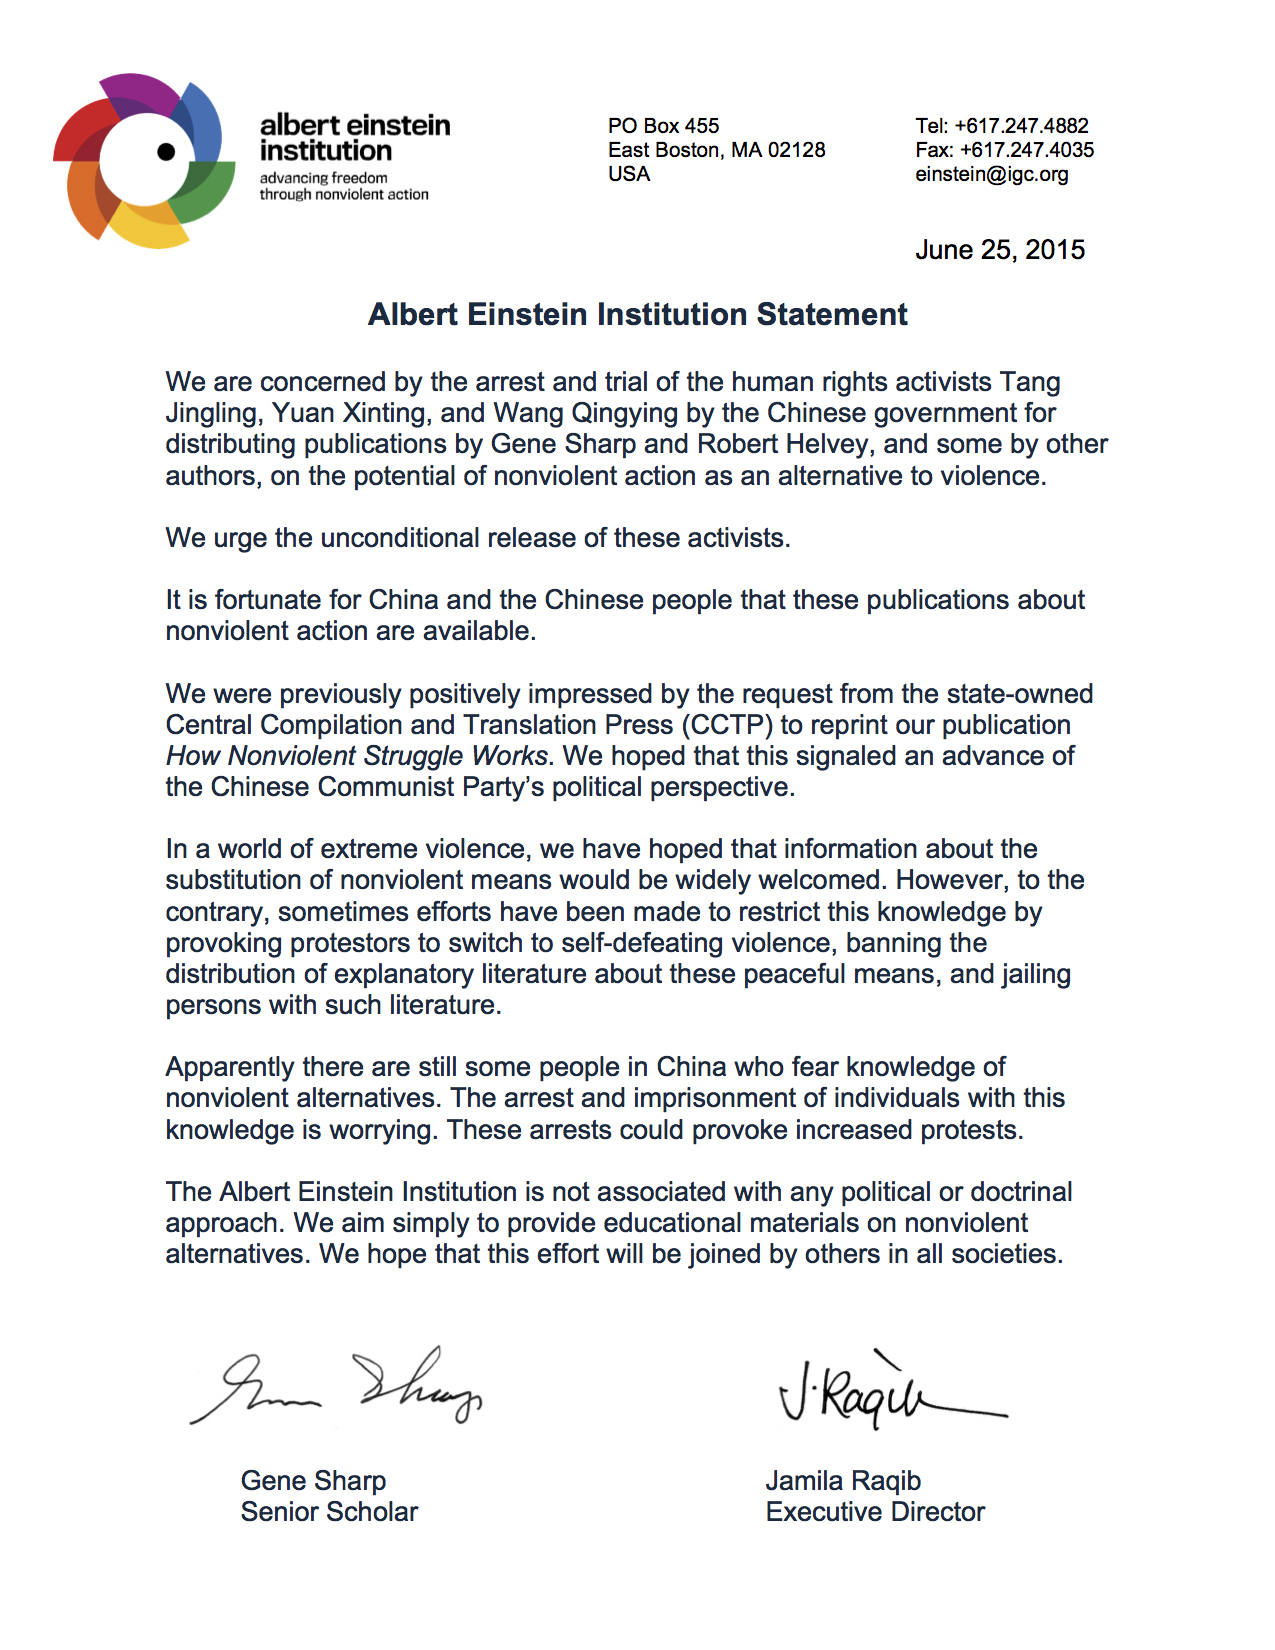 albert einstein
institution
advancing freedom
through nonviolent action
PO Box 455
East Boston, MA 02128
USA
Tel: +617.247.4882
Fax: +617.247.4035
einstein@igc.org
June 25, 2015
Albert Einstein Institution Statement
We are concerned by the arrest and trial of the human rights activists Tang
Jingling, Yuan Xinting, and Wang Qingying by the Chinese government for
distributing publications by Gene Sharp and Robert Helvey, and some by other
authors, on the potential of nonviolent action as an alternative to violence.
We urge the unconditional release of these activists.
It is fortunate for China and the Chinese people that these publications about
nonviolent action are available.
We were previously positively impressed by the request from the state-owned
Central Compilation and Translation Press (CCTP) to reprint our publication
How Nonviolent Struggle Works. We hoped that this signaled an advance of
the Chinese Communist Party’s political perspective.
In a world of extreme violence, we have hoped that information about the
substitution of nonviolent means would be widely welcomed. However, to the
contrary, sometimes efforts have been made to restrict this knowledge by
provoking protestors to switch to self-defeating violence, banning the
distribution of explanatory literature about these peaceful means, and jailing
persons with such literature.
Apparently there are still some people in China who fear knowledge of
nonviolent alternatives. The arrest and imprisonment of individuals with this
knowledge is worrying. These arrests could provoke increased protests.
The Albert Einstein Institution is not associated with any political or doctrinal
approach. We aim simply to provide educational materials on nonviolent
alternatives. We hope that this effort will be joined by others in all societies.
Gene Sharp
J. Raqib
Gene Sharp
Senior Scholar
Jamila Raqib
Executive Director